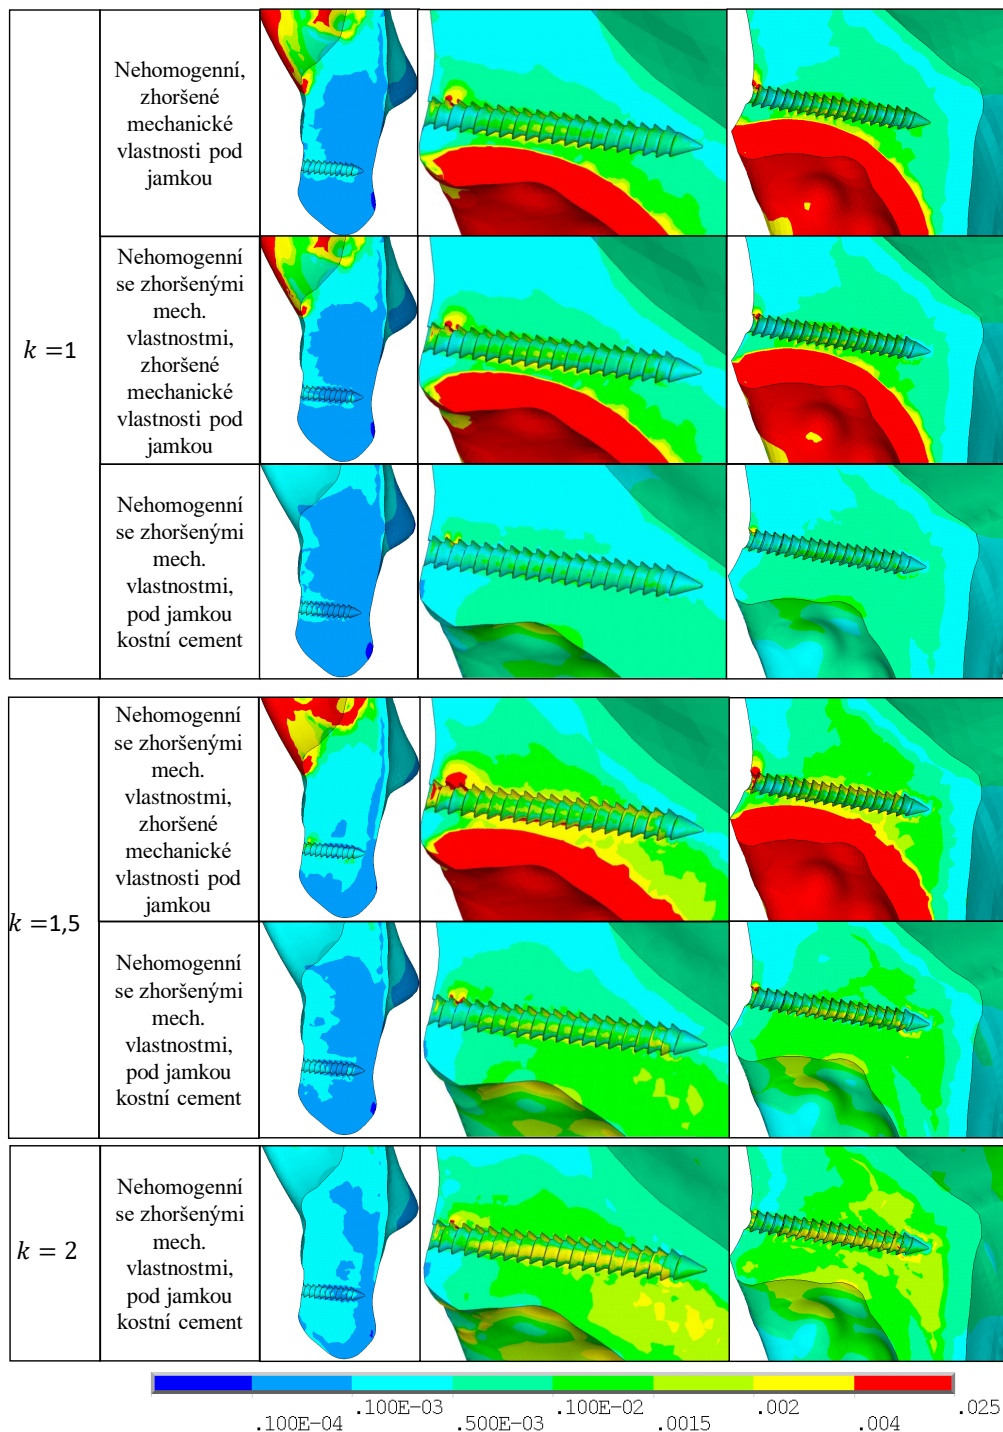 Nehomogenní,
zhoršené
mechanické
vlastnosti pod
jamkou
k =1
Nehomogenní
se zhoršenými
mech.
vlastnostmi,
zhoršené
mechanické
vlastnosti pod
jamkou
Nehomogenní
se zhoršenými
mech.
vlastnostmi,
pod jamkou
kostní cement
k =1,5
Nehomogenní
se zhoršenými
mech.
vlastnostmi,
zhoršené
mechanické
vlastnosti pod
jamkou
Nehomogenní
se zhoršenými
mech.
vlastnostmi,
pod jamkou
kostní cement
k = 2
Nehomogenní
se zhoršenými
mech.
vlastnostmi,
pod jamkou
kostní cement
.100E-04 .100E-03 .500E-03 .100E-02 .0015 .002 .004 .025